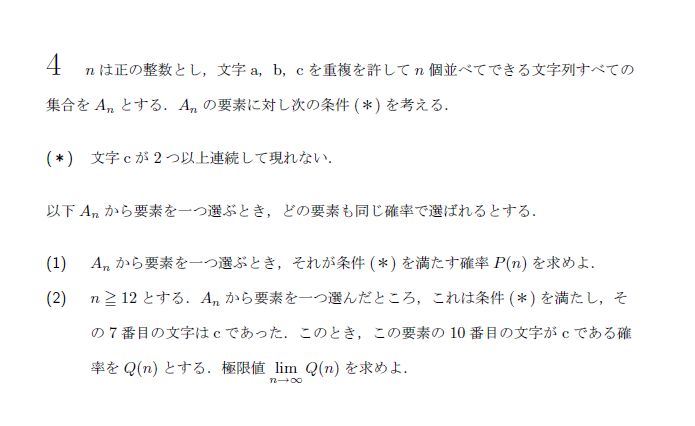 4 n は正の整数とし，文字 a，b，c を重複を許して n 個並べてできる文字列すべての
集合を Aₙ とする．Aₙ の要素に対し次の条件 (＊) を考える．
(＊) 文字 c が 2 つ以上連続して現れない．
以下 Aₙ から要素を一つ選ぶとき，どの要素も同じ確率で選ばれるとする．
(1) Aₙ から要素を一つ選ぶとき，それが条件 (＊) を満たす確率 P(n) を求めよ．
(2) n ≧ 12 とする．Aₙ から要素を一つ選んだところ，これは条件 (＊) を満たし，そ
の 7 番目の文字は c であった．このとき，この要素の 10 番目の文字が c である確
率を Q(n) とする．極限値 lim Q(n) を求めよ．
n→∞